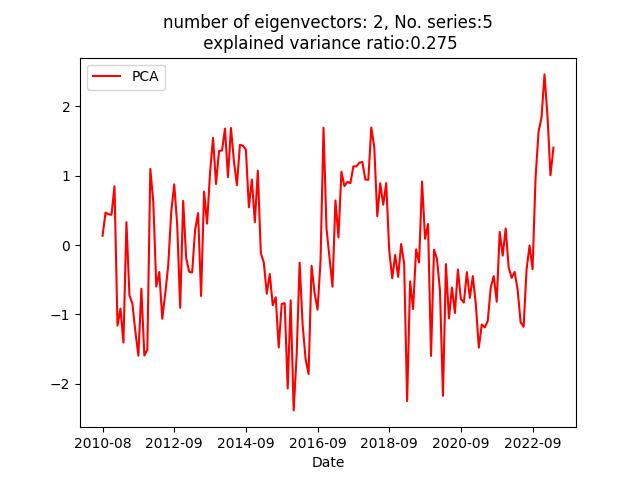 number of eigenvectors: 2, No. series:5
explained variance ratio:0.275
PCA
2
1
0
−1
−2
2010-08 2012-09 2014-09 2016-09 2018-09 2020-09 2022-09
Date